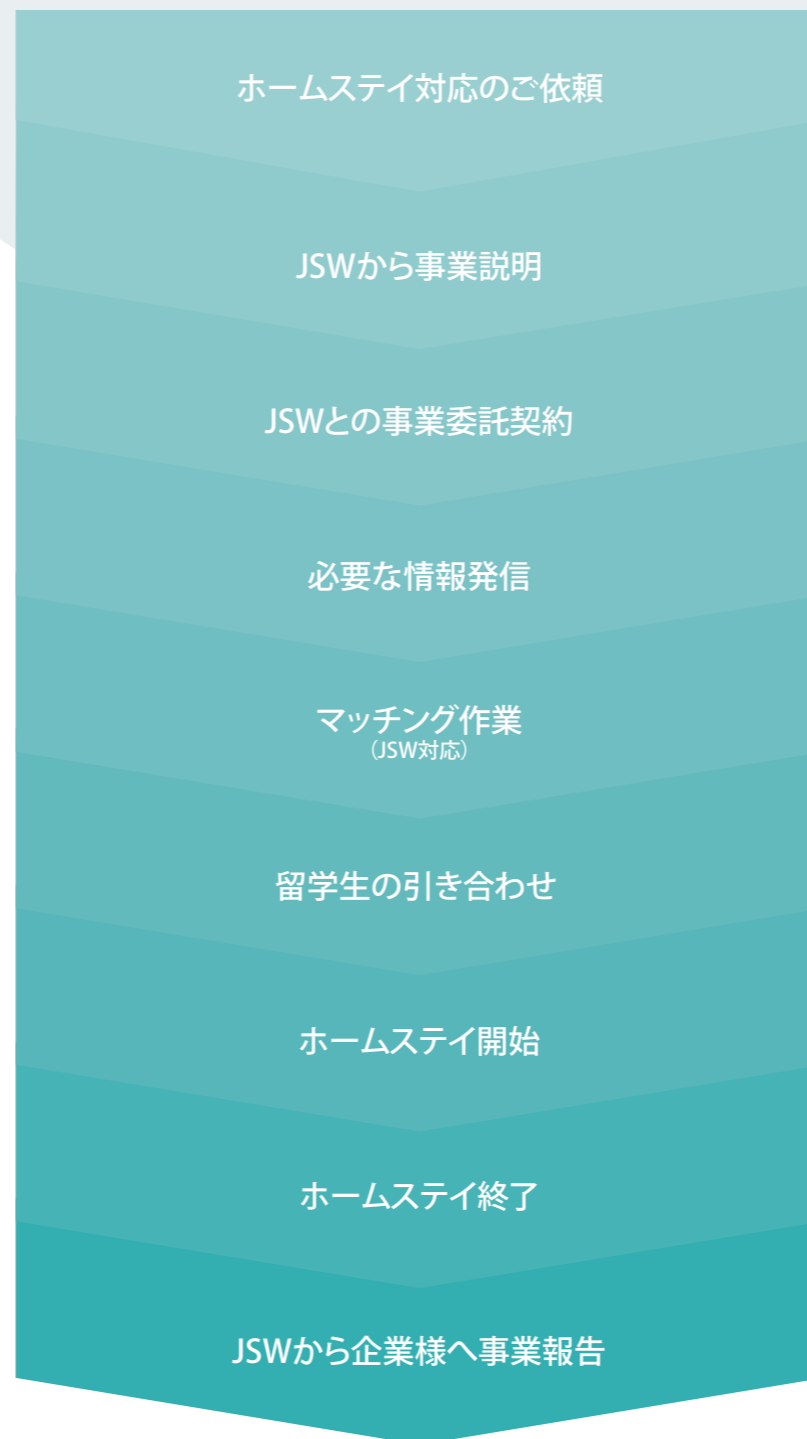 ホームステイ対応のご依頼
JSWから事業説明
JSWとの事業委託契約
必要な情報発信
マッチング作業
（JSW対応）
留学生の引き合わせ
ホームステイ開始
ホームステイ終了
JSWから企業様へ事業報告